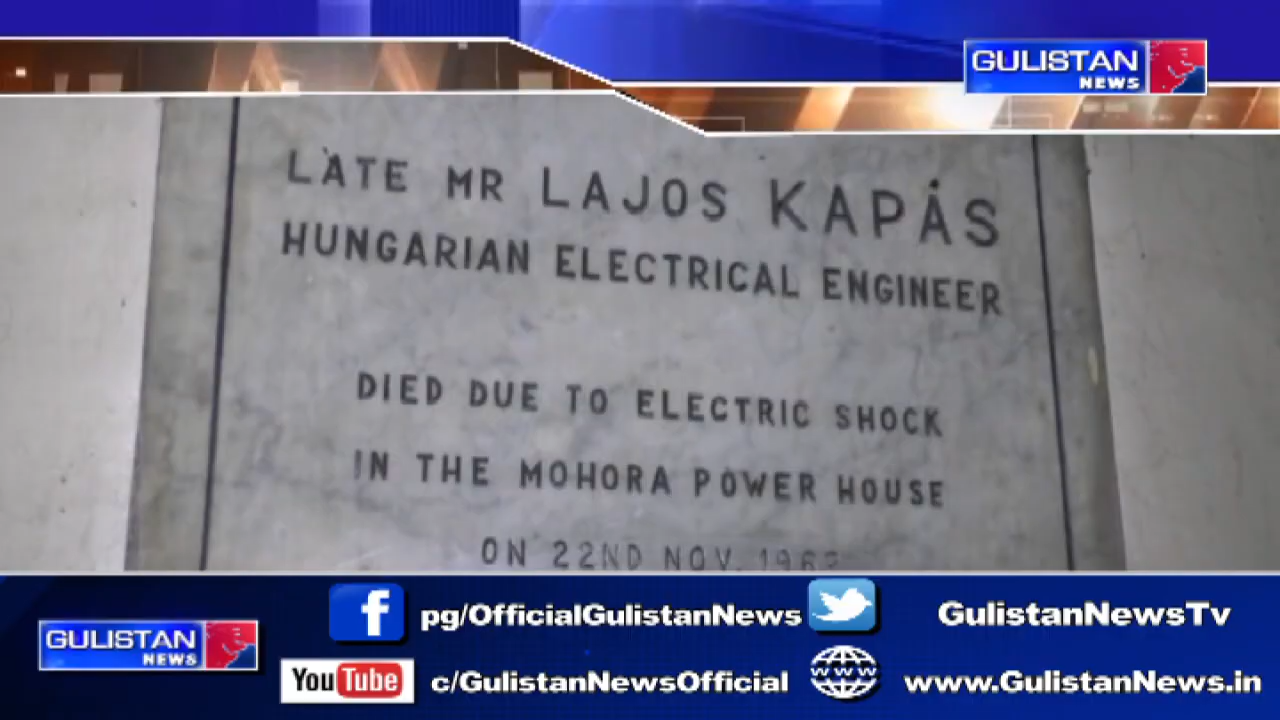 GULISTAN
NEWS
LATE MR LAJOS KAPÁS
HUNGARIAN ELECTRICAL ENGINEER
DIED DUE TO ELECTRIC SHOCK
IN THE MOHORA POWER HOUSE
ON 22ND NOV.
GULISTAN
NEWS
f pg/OfficialGulistanNews
GulistanNewsTv
YouTube c/GulistanNewsOfficial
www www.GulistanNews.in